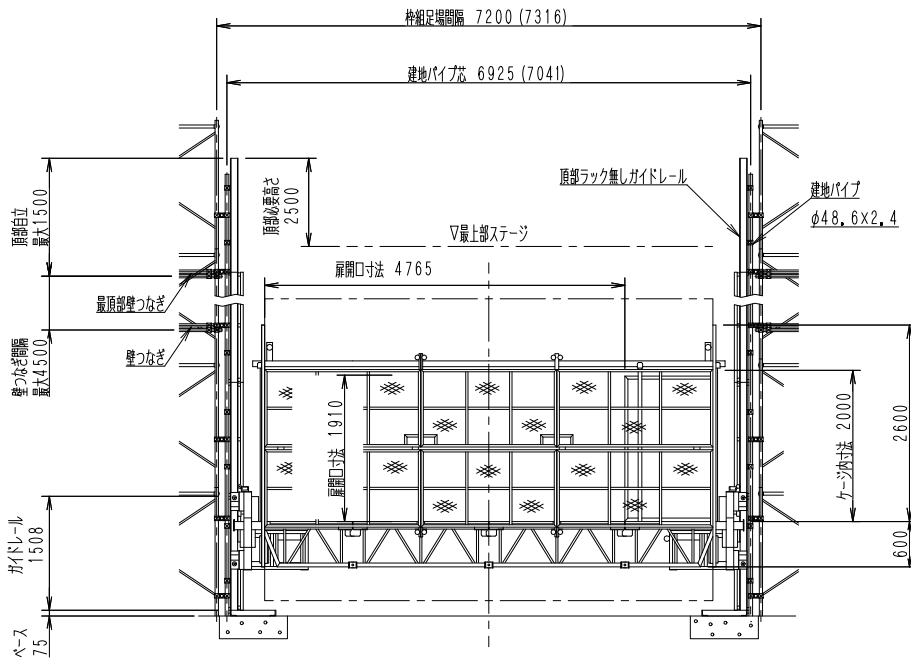 枠組足場間隔 7200 (7316)
建地パイプ芯 6925 (7041)
頂部自立
最大1500
頂部必要高さ
2500
頂部ラック無しガイドレール
建地パイプ
φ48.6X2.4
▽最上部ステージ
扉開口寸法 4765
最頂部壁つなぎ
壁つなぎ
壁つなぎ間隔
最大4500
扉開口寸法 1910
ケージ内寸法 2000
2600
600
ガイドレール
1508
ベース
75